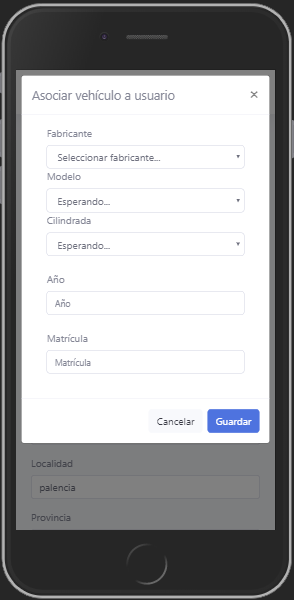 Asociar vehículo a usuario ×
Fabricante
Seleccionar fabricante...
Modelo
Esperando...
Cilindrada
Esperando...
Año
Año
Matrícula
Matrícula
Cancelar Guardar
Localidad
palencia
Provincia